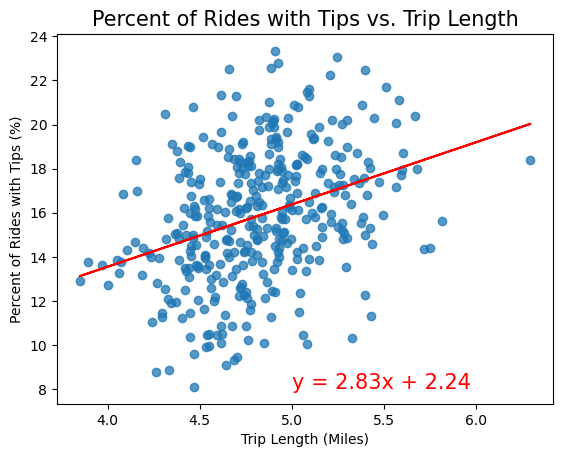 Percent of Rides with Tips vs. Trip Length
Percent of Rides with Tips (%)
24
22
20
18
16
14
12
10
8
y = 2.83x + 2.24
4.0 4.5 5.0 5.5 6.0
Trip Length (Miles)